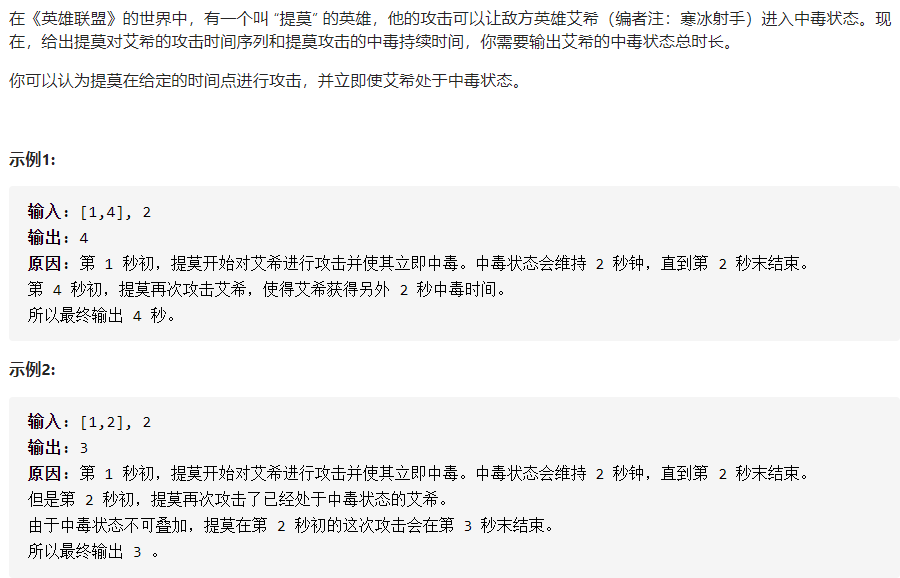 在《英雄联盟》的世界中，有一个叫 “提莫” 的英雄，他的攻击可以让敌方英雄艾希（编者注：寒冰射手）进入中毒状态。现
在，给出提莫对艾希的攻击时间序列和提莫攻击的中毒持续时间，你需要输出艾希的中毒状态总时长。
你可以认为提莫在给定的时间点进行攻击，并立即使艾希处于中毒状态。
示例1:
输入: [1,4], 2
输出: 4
原因: 第 1 秒初，提莫开始对艾希进行攻击并使其立即中毒。中毒状态会维持 2 秒钟，直到第 2 秒末结束。
第 4 秒初，提莫再次攻击艾希，使得艾希获得另外 2 秒中毒时间。
所以最终输出 4 秒。
示例2:
输入: [1,2], 2
输出: 3
原因: 第 1 秒初，提莫开始对艾希进行攻击并使其立即中毒。中毒状态会维持 2 秒钟，直到第 2 秒末结束。
但是第 2 秒初，提莫再次攻击了已经处于中毒状态的艾希。
由于中毒状态不可叠加，提莫在第 2 秒初的这次攻击会在第 3 秒末结束。
所以最终输出 3 。